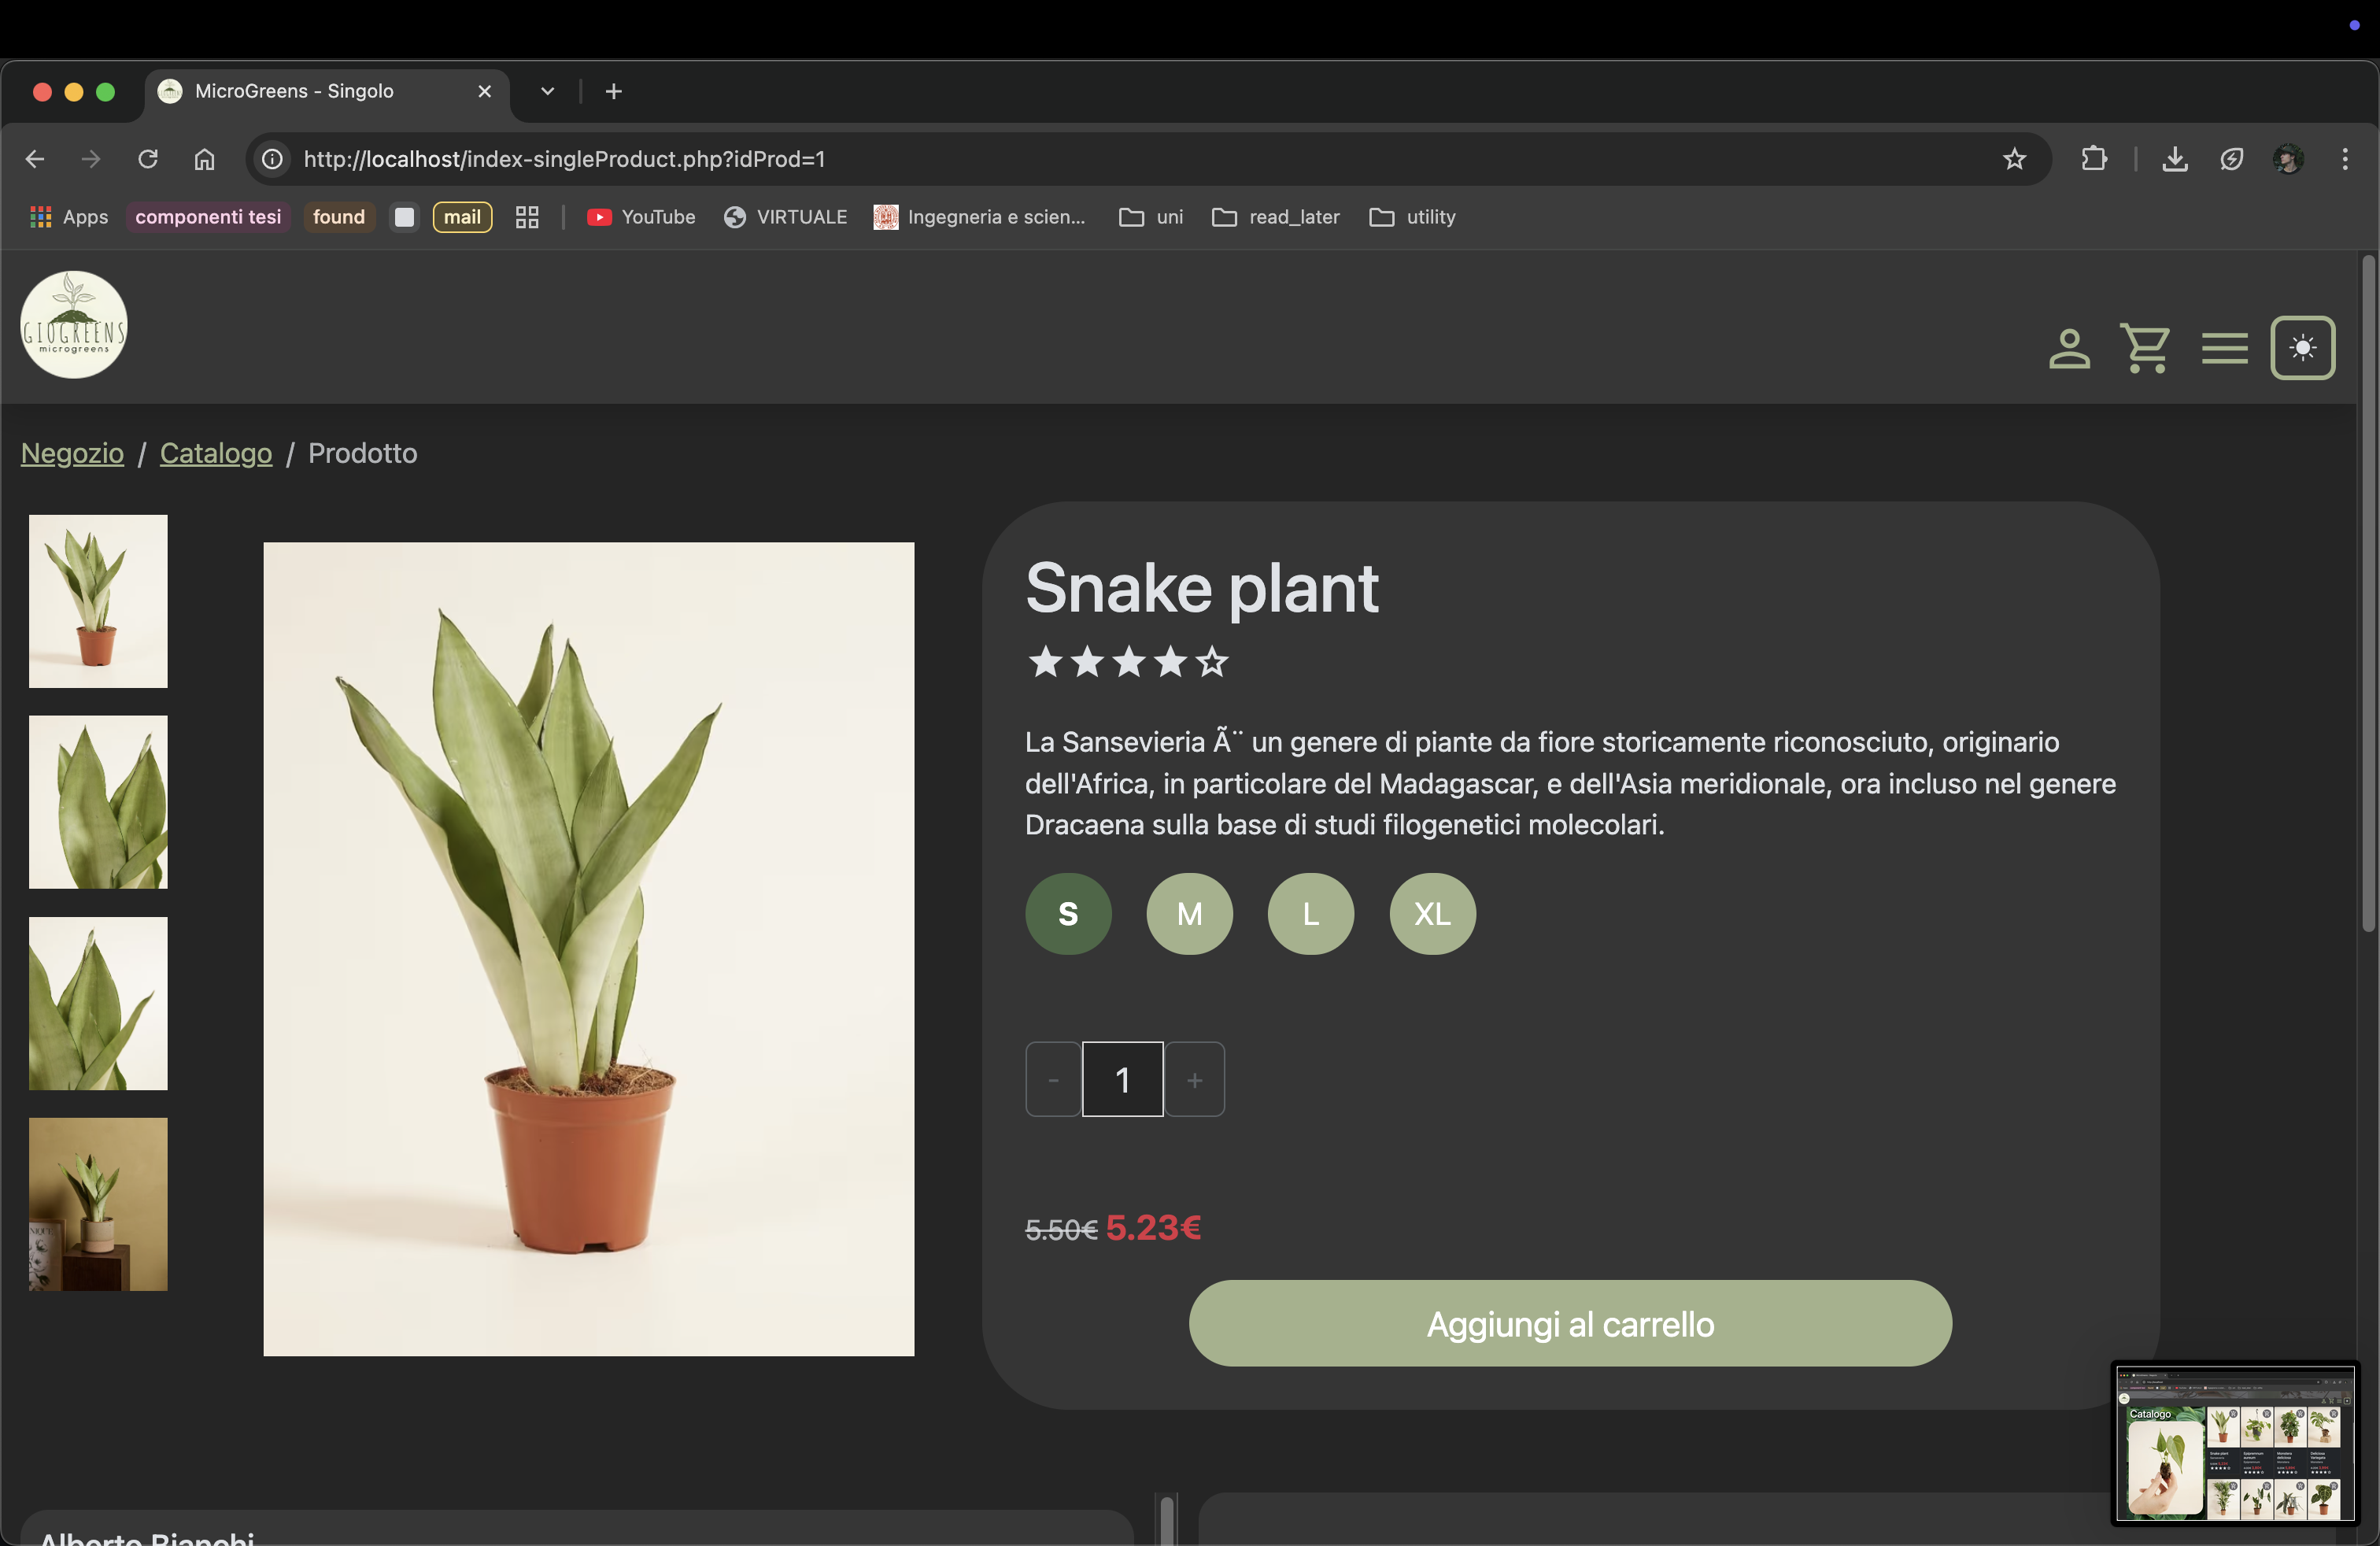 MicroGreens - Singolo
http://localhost/index-singleProduct.php?idProd=1
Apps componenti tesi found mail YouTube VIRTUALE Ingegneria e scien... uni read_later utility
GIOGREENS
microgreens
Negozio / Catalogo / Prodotto
Snake plant
La Sansevieria Ã¨ un genere di piante da fiore storicamente riconosciuto, originario
dell'Africa, in particolare del Madagascar, e dell'Asia meridionale, ora incluso nel genere
Dracaena sulla base di studi filogenetici molecolari.
S M L XL
- 1 +
5.50€ 5.23€
Aggiungi al carrello
Catalogo
Alberto Bianchi